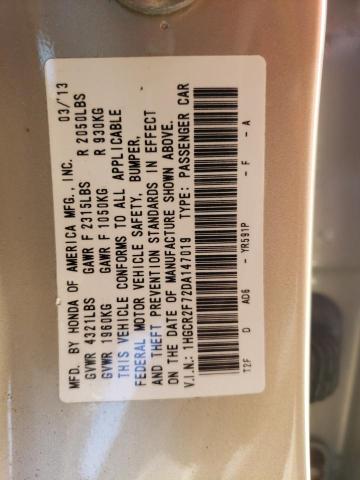 MFD. BY HONDA OF AMERICA MFG., INC. 03/13
GVWR 4321LBS GAWR F 2315LBS R 2050LBS
GVWR 1960KG GAWR F 1050KG R 930KG
THIS VEHICLE CONFORMS TO ALL APPLICABLE
FEDERAL MOTOR VEHICLE SAFETY, BUMPER,
AND THEFT PREVENTION STANDARDS IN EFFECT
ON THE DATE OF MANUFACTURE SHOWN ABOVE.
V.I.N.: 1HGCR2F72DA147019 TYPE: PASSENGER CAR
T2F D AD6 - YR591P - F - A